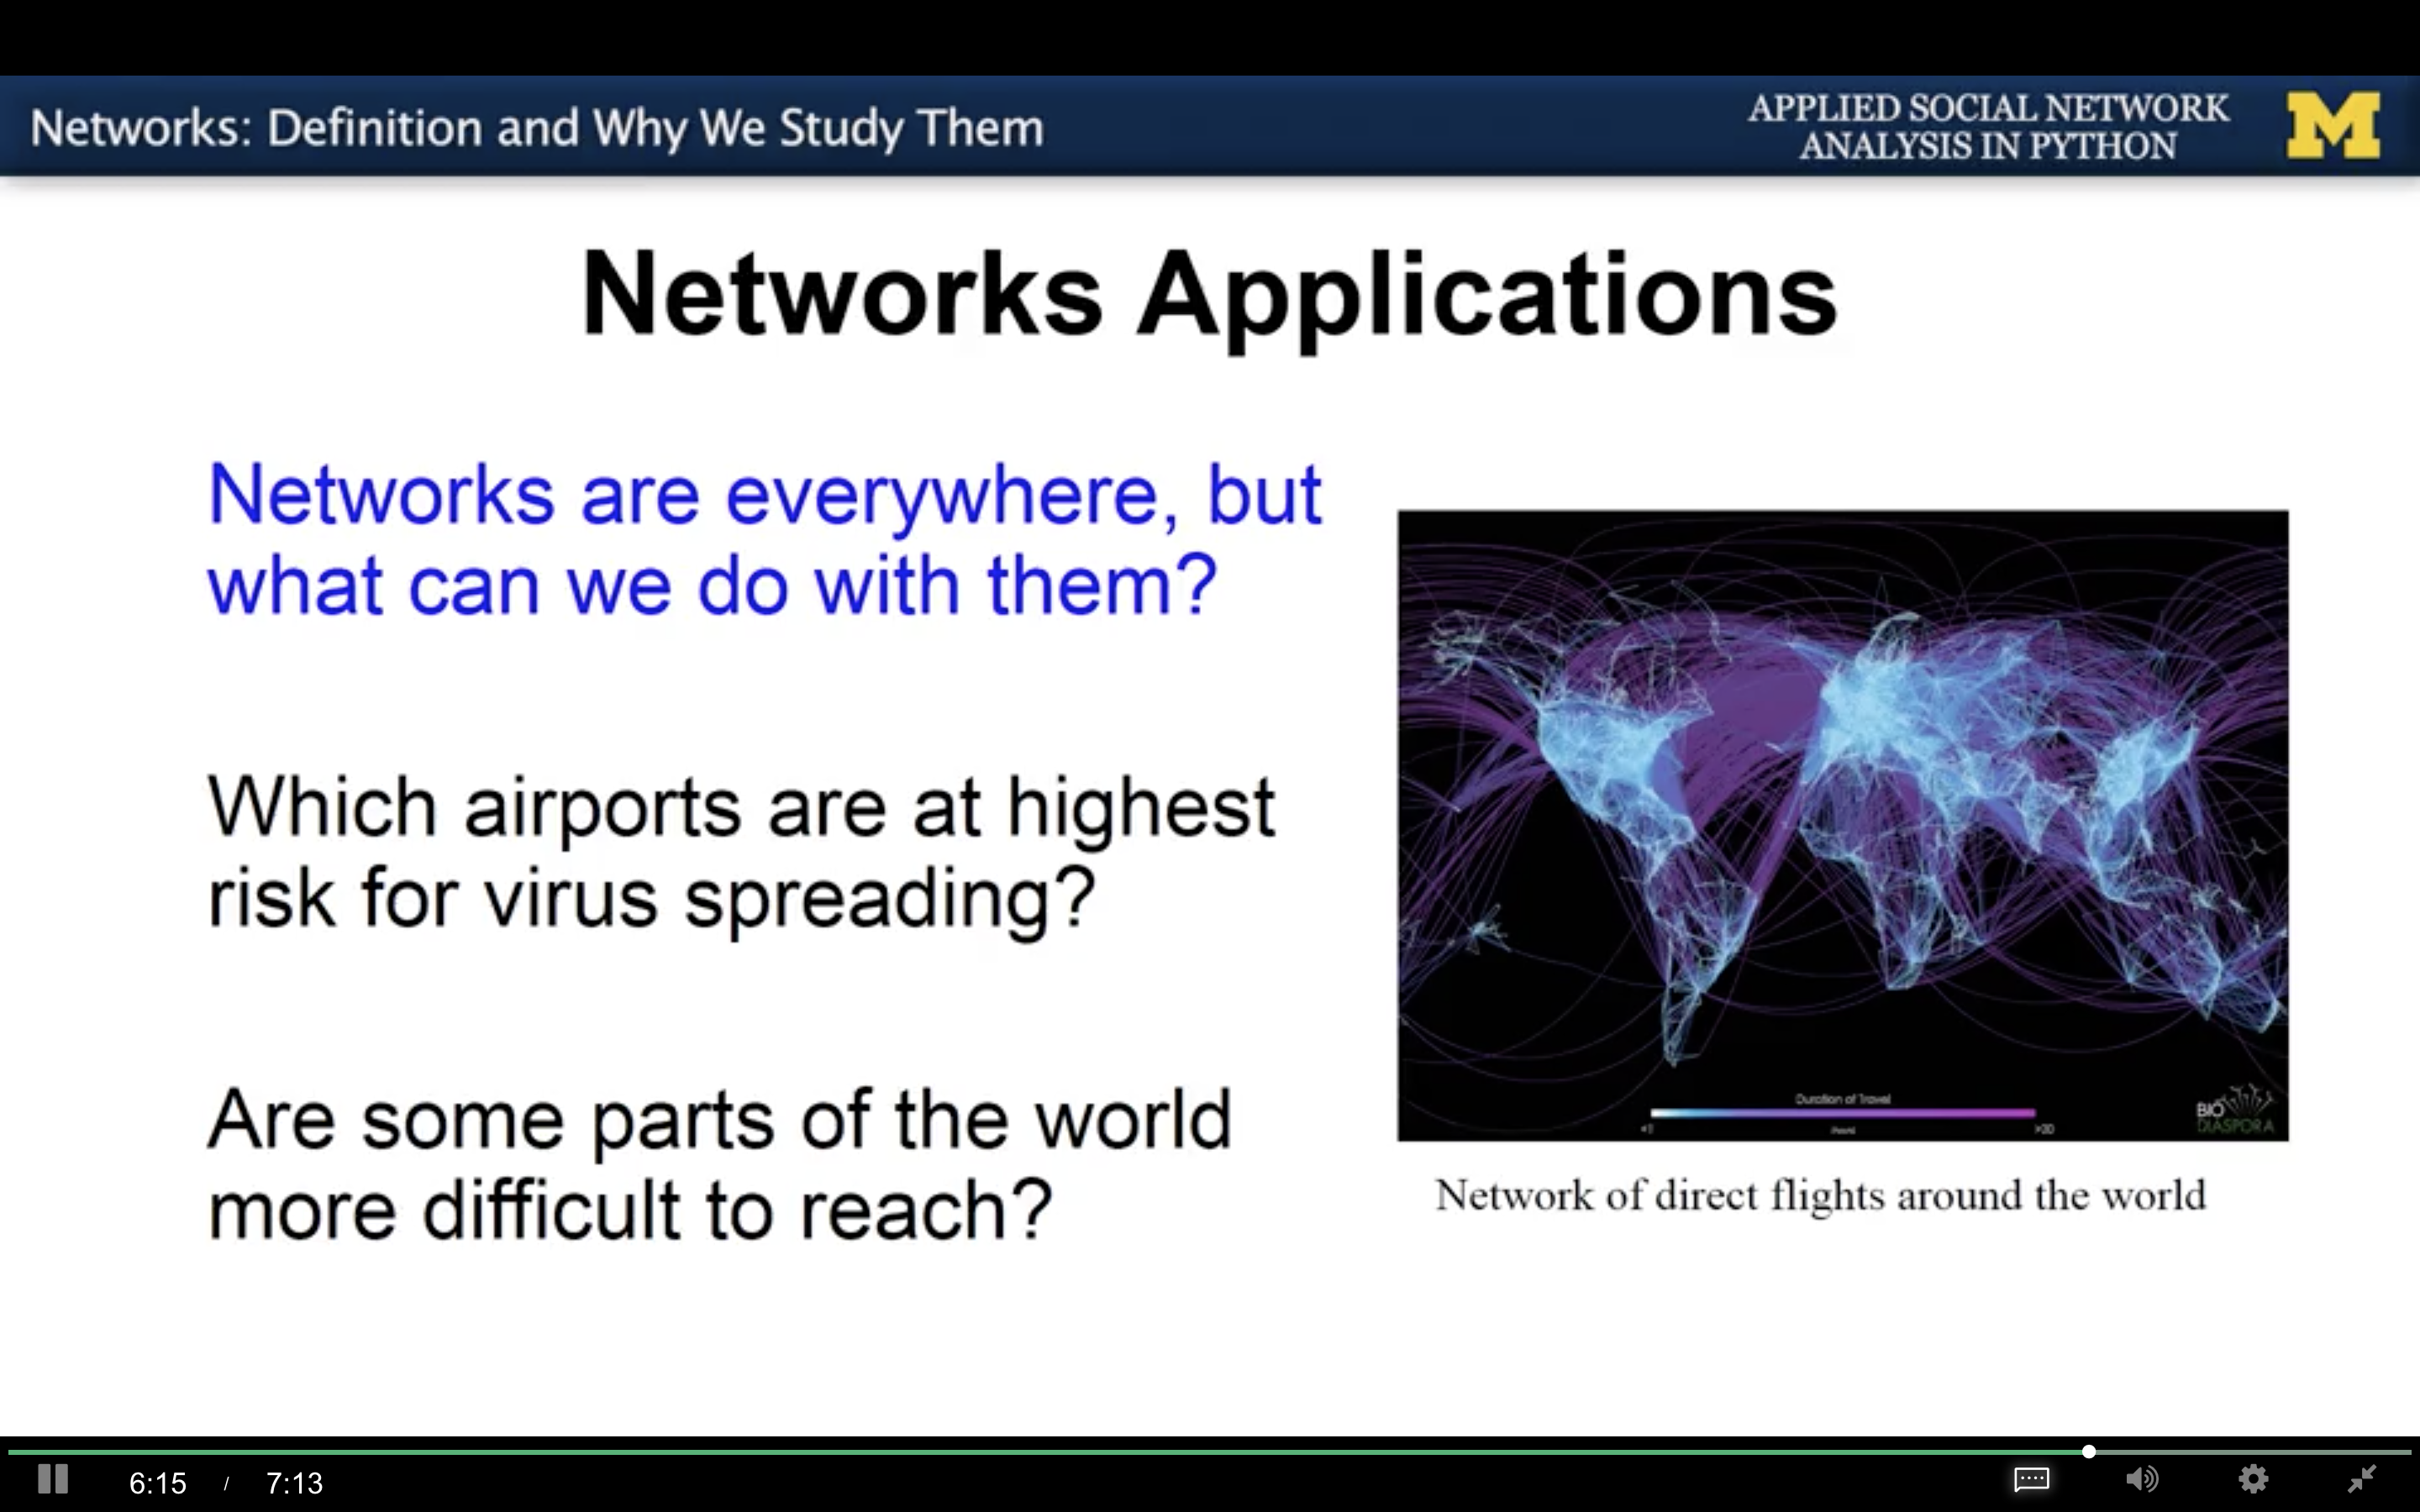 Networks: Definition and Why We Study Them
APPLIED SOCIAL NETWORK
ANALYSIS IN PYTHON
M
Networks Applications
Networks are everywhere, but
what can we do with them?
Which airports are at highest
risk for virus spreading?
Are some parts of the world
more difficult to reach?
Duration of Travel
BIO
DIASPORA
Network of direct flights around the world
6:15 / 7:13